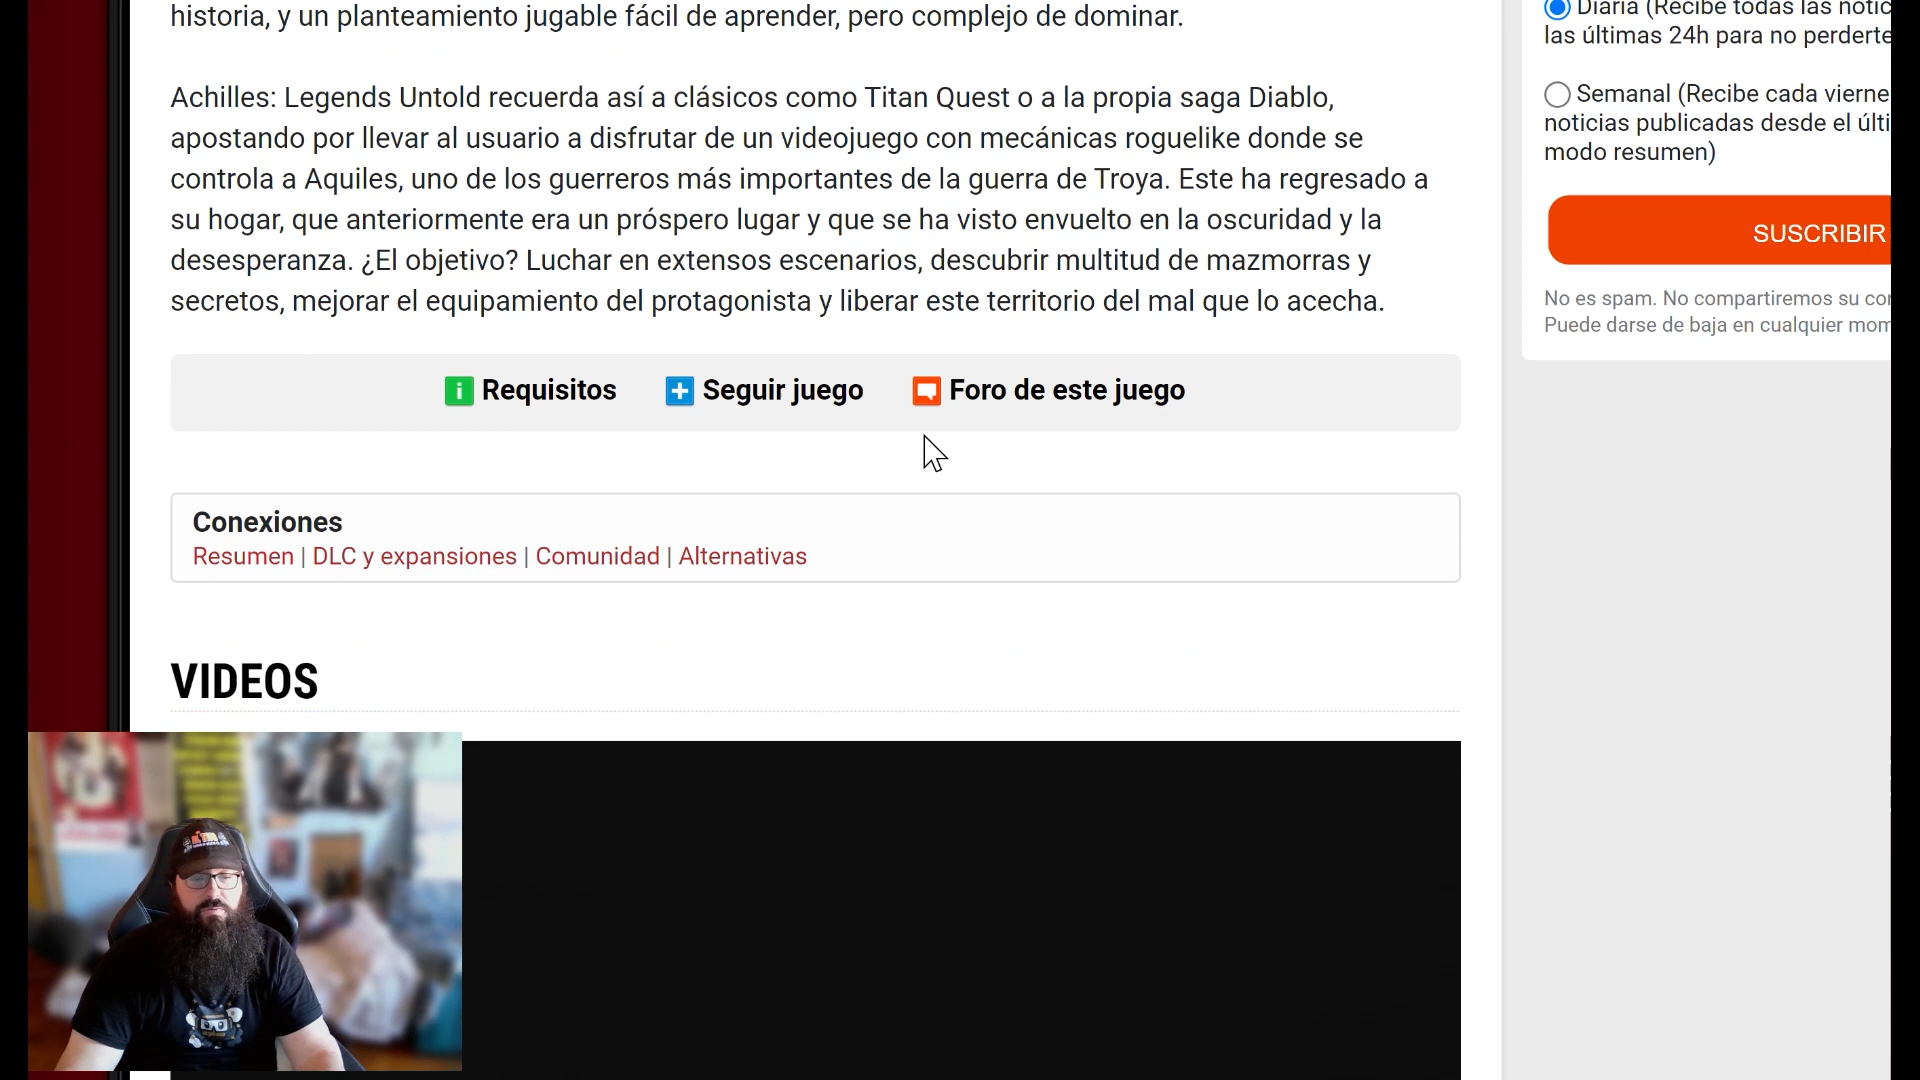 historia, y un planteamiento jugable fácil de aprender, pero complejo de dominar.
Achilles: Legends Untold recuerda así a clásicos como Titan Quest o a la propia saga Diablo,
apostando por llevar al usuario a disfrutar de un videojuego con mecánicas roguelike donde se
controla a Aquiles, uno de los guerreros más importantes de la guerra de Troya. Este ha regresado a
su hogar, que anteriormente era un próspero lugar y que se ha visto envuelto en la oscuridad y la
desesperanza. ¿El objetivo? Luchar en extensos escenarios, descubrir multitud de mazmorras y
secretos, mejorar el equipamiento del protagonista y liberar este territorio del mal que lo acecha.
Requisitos
Seguir juego
Foro de este juego
Conexiones
Resumen | DLC y expansiones | Comunidad | Alternativas
VIDEOS
Diaria (Recibe todas las notic
las últimas 24h para no perderte
Semanal (Recibe cada vierne
noticias publicadas desde el últi
modo resumen)
SUSCRIBIR
No es spam. No compartiremos su cor
Puede darse de baja en cualquier mom